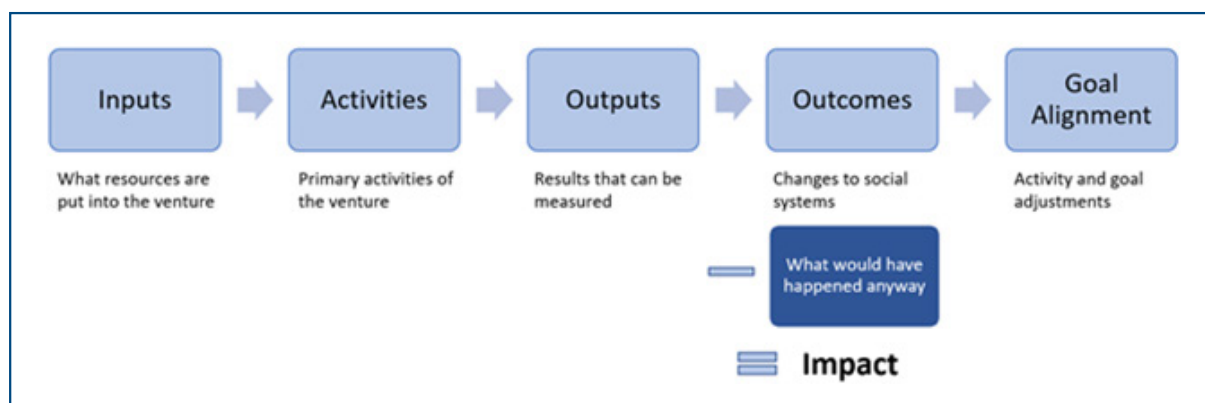 Inputs
Activities
Outputs
Outcomes
Goal
Alignment
What resources are
put into the venture
Primary activities of
the venture
Results that can be
measured
Changes to social
systems
Activity and goal
adjustments
What would have
happened anyway
Impact